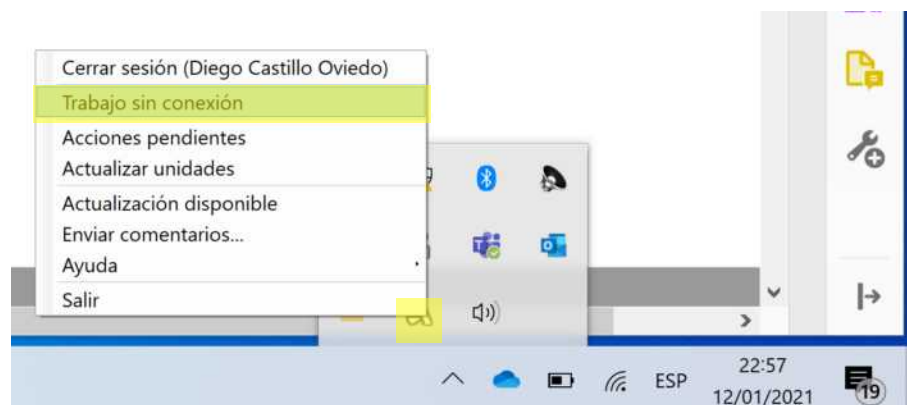 Cerrar sesión (Diego Castillo Oviedo)
Trabajo sin conexión
Acciones pendientes
Actualizar unidades
Actualización disponible
Enviar comentarios...
Ayuda
Salir
ESP
22:57
12/01/2021
19